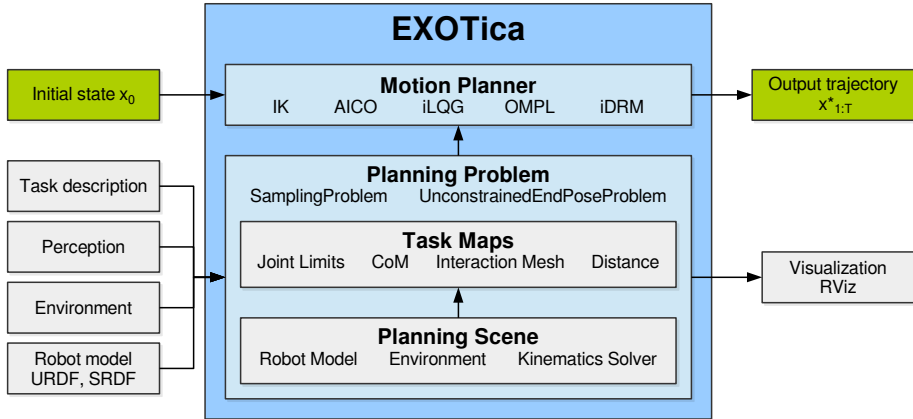 EXOTica
Initial state x₀
Motion Planner
IK AICO iLQG OMPL iDRM
Output trajectory
x*₁:T
Task description
Perception
Environment
Robot model
URDF, SRDF
Planning Problem
SamplingProblem UnconstrainedEndPoseProblem
Task Maps
Joint Limits CoM Interaction Mesh Distance
Planning Scene
Robot Model Environment Kinematics Solver
Visualization
RViz